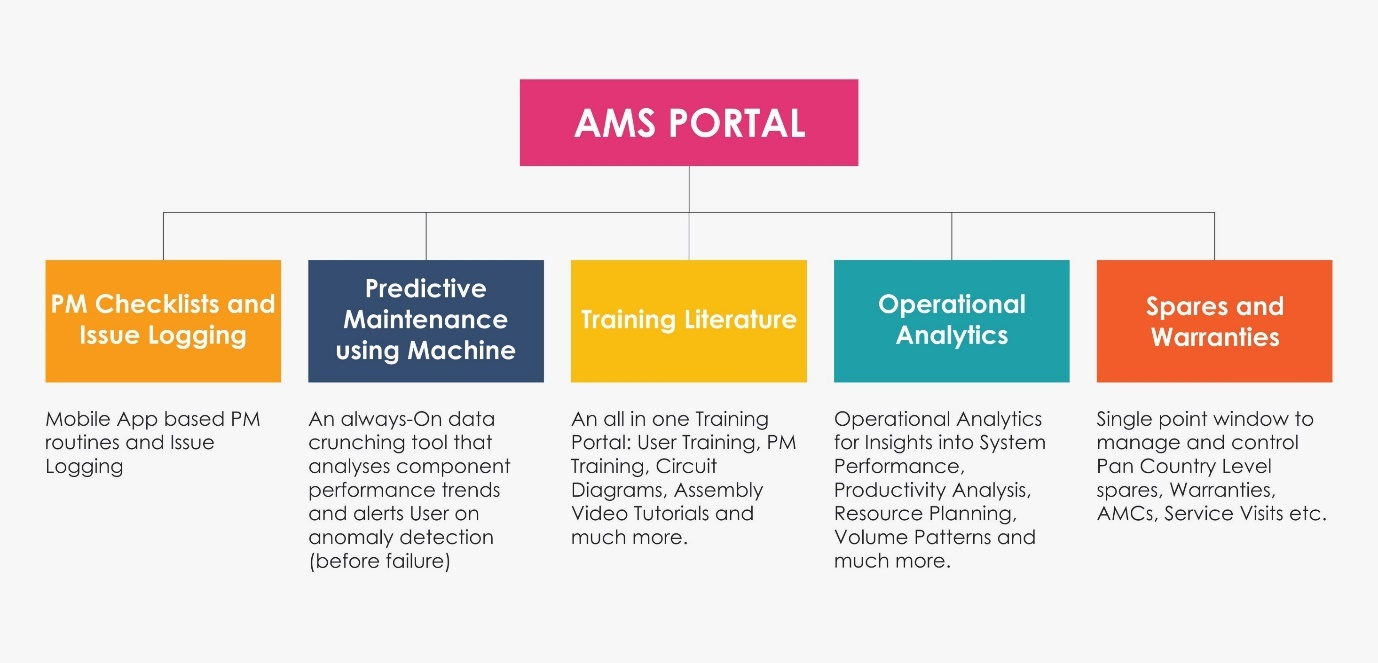 AMS PORTAL
PM Checklists and
Issue Logging
Mobile App based PM
routines and Issue
Logging
Predictive
Maintenance
using Machine
An always-On data
crunching tool that
analyses component
performance trends
and alerts User on
anomaly detection
(before failure)
Training Literature
An all in one Training
Portal: User Training, PM
Training, Circuit
Diagrams, Assembly
Video Tutorials and
much more.
Operational
Analytics
Operational Analytics
for Insights into System
Performance,
Productivity Analysis,
Resource Planning,
Volume Patterns and
much more.
Spares and
Warranties
Single point window to
manage and control
Pan Country Level
spares, Warranties,
AMCs, Service Visits etc.